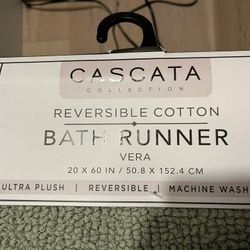 CASCATA
COLLECTION
REVERSIBLE COTTON
BATH RUNNER
VERA
20 X 60 IN / 50.8 X 152.4 CM
ULTRA PLUSH | REVERSIBLE | MACHINE WASH